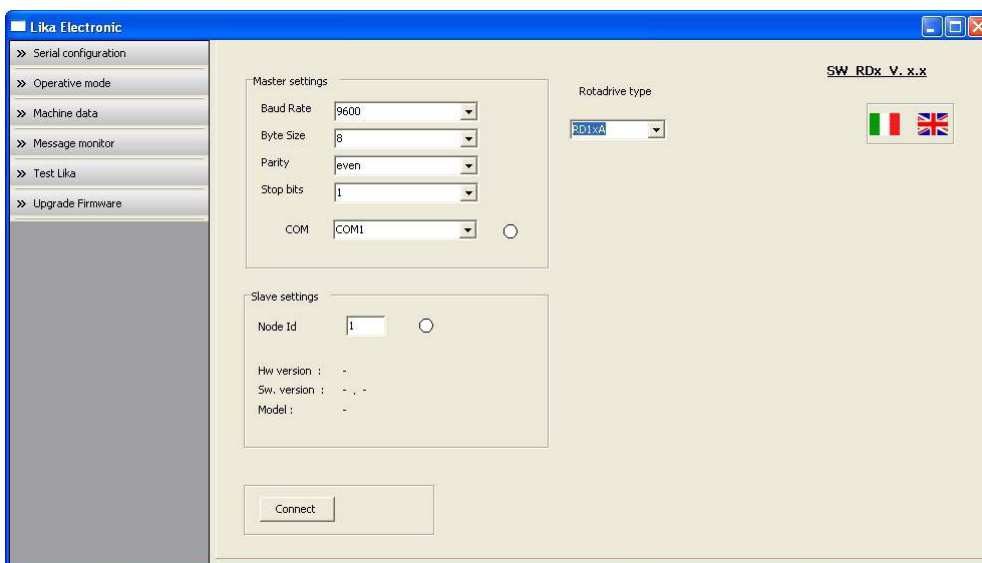 Lika Electronic
» Serial configuration
» Operative mode
» Machine data
» Message monitor
» Test Lika
» Upgrade Firmware
Master settings
Baud Rate 9600
Byte Size 8
Parity even
Stop bits 1
COM COM1
Rotadrive type
RD1xA
SW RDx V. x.x
Slave settings
Node Id 1
Hw version : -
Sw. version : - . -
Model : -
Connect